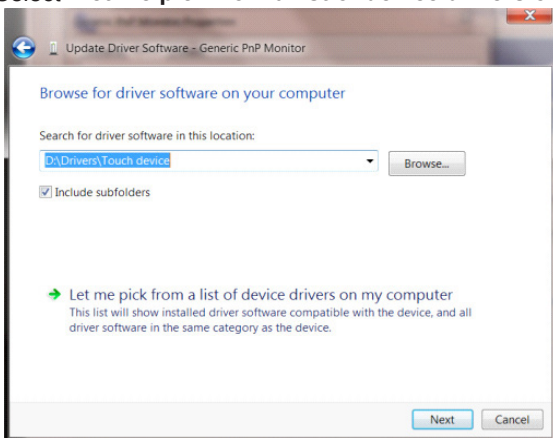 Update Driver Software - Generic PnP Monitor
Browse for driver software on your computer
Search for driver software in this location:
D:\Drivers\Touch device
Browse...
Include subfolders
Let me pick from a list of device drivers on my computer
This list will show installed driver software compatible with the device, and all
driver software in the same category as the device.
Next Cancel